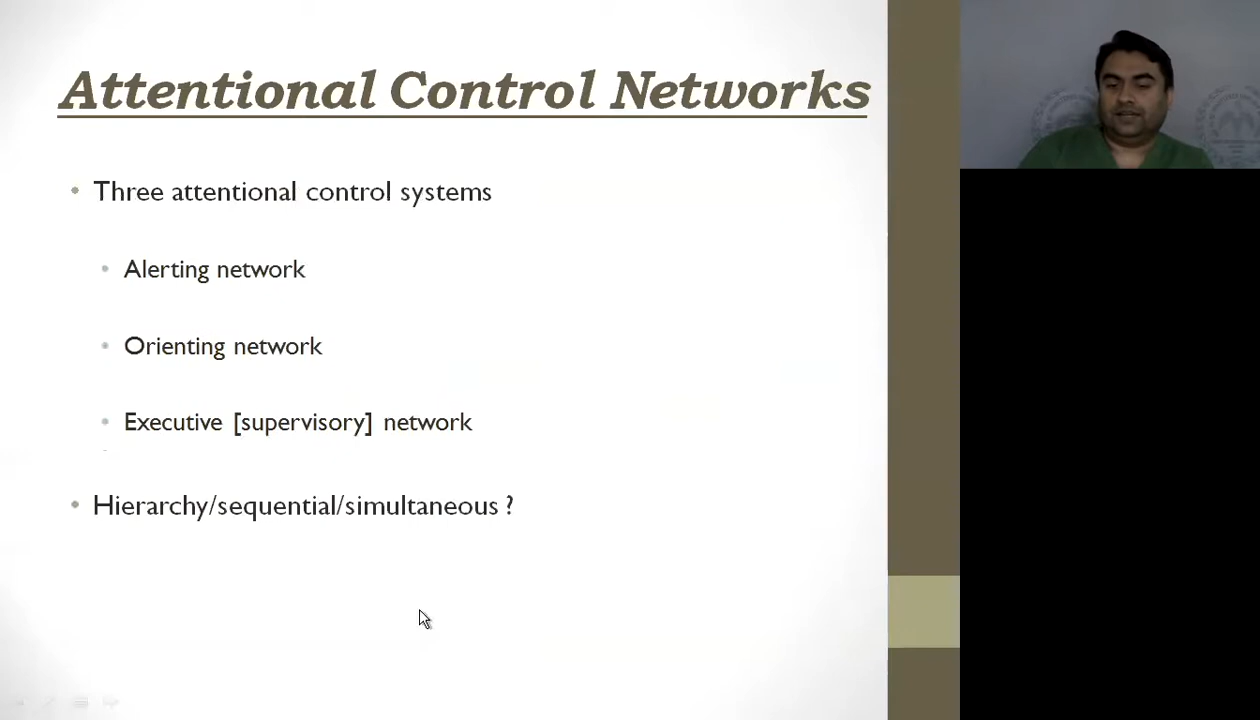 Attentional Control Networks
Three attentional control systems
Alerting network
Orienting network
Executive [supervisory] network
Hierarchy/sequential/simultaneous ?